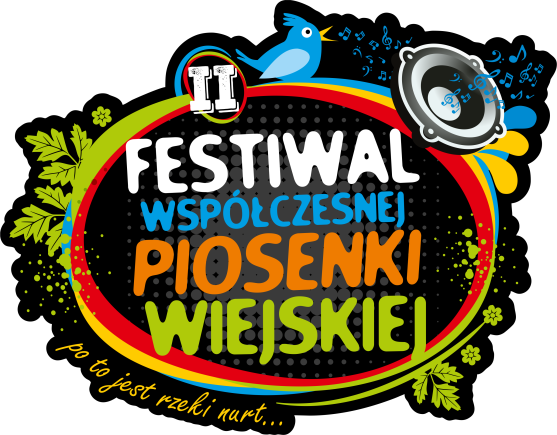 II
FESTIWAL
WSPÓŁCZESNEJ
PIOSENKI
WIEJSKIEJ
po to jest rzeki nurt...